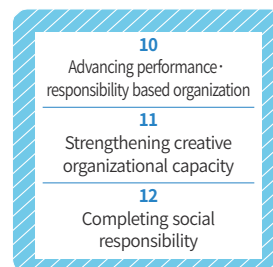 10
Advancing performance·
responsibility based organization
11
Strengthening creative
organizational capacity
12
Completing social
responsibility